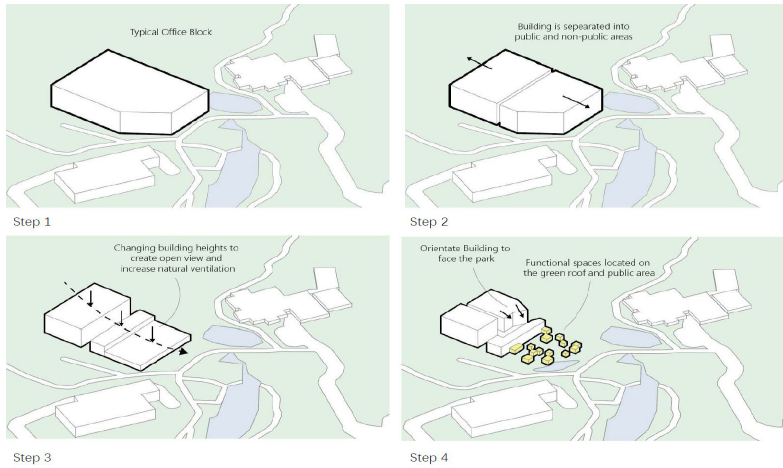 Typical Office Block
Step 1
Building is sepearated into
public and non-public areas
Step 2
Changing building heights to
create open view and
increase natural ventilation
Step 3
Orientate Building to
face the park
Functional spaces located on
the green roof and public area
Step 4